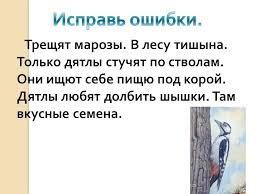 Исправь ошибки.
Трещят марозы. В лесу тишына.
Только дятлы стучят по стволам.
Они ищют себе пищю под корой.
Дятлы любят долбить шышки. Там
вкусные семена.